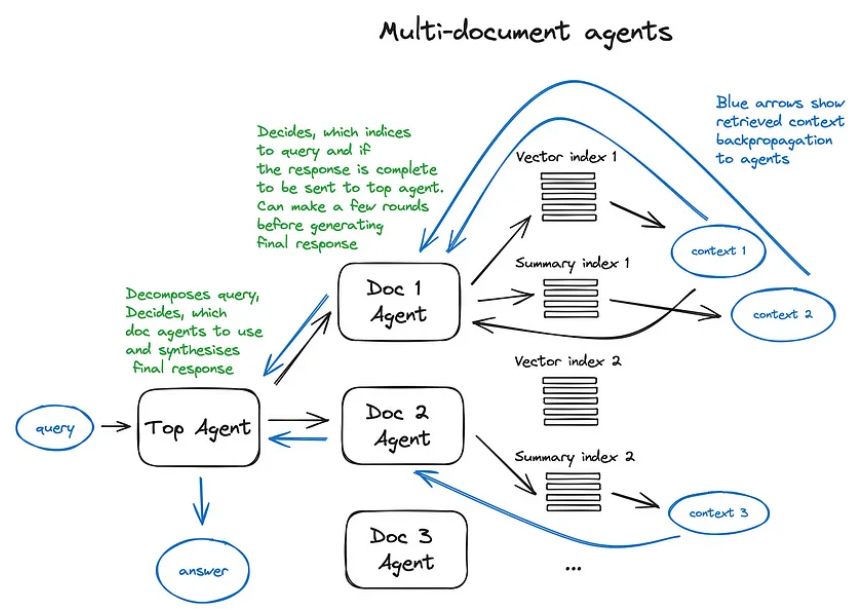 Multi-document agents
Blue arrows show
retrieved context
backpropagation
to agents
Decides, which indices
to query and if
the response is complete
to be sent to top agent.
Can make a few rounds
before generating
final response
Vector index 1
context 1
Summary index 1
context 2
Doc 1
Agent
Decomposes query,
Decides, which
doc agents to use
and synthesises
final response
Vector index 2
query
Top Agent
Doc 2
Agent
Summary index 2
context 3
Doc 3
Agent
answer
...